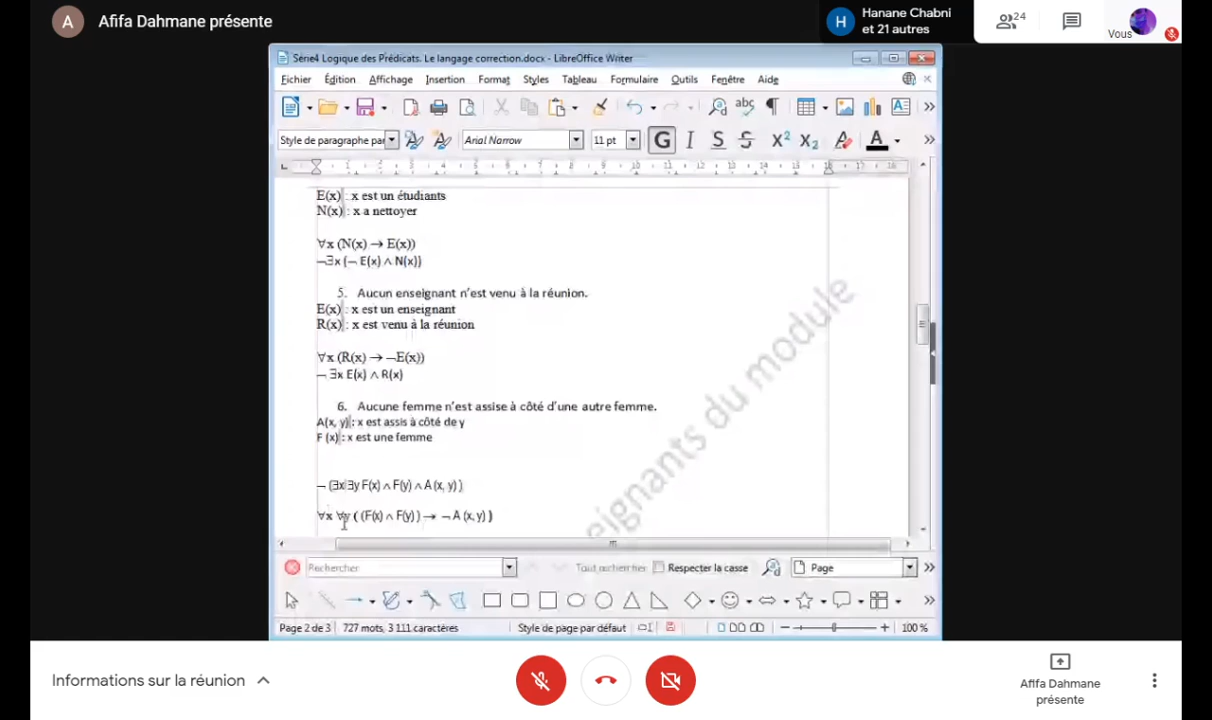 A Afifa Dahmane présente
H Hanane Chabni
et 21 autres
24
Vous
Série4 Logique des Prédicats. Le langage correction.docx - LibreOffice Writer
Fichier Édition Affichage Insertion Format Styles Tableau Formulaire Outils Fenêtre Aide
Style de paragraphe par Arial Narrow 11 pt G I S S X² X₂ A
E(x) : x est un étudiants
N(x) : x a nettoyer
∀x (N(x) → E(x))
¬∃x (¬ E(x) ∧ N(x))
5. Aucun enseignant n'est venu à la réunion.
E(x) : x est un enseignant
R(x) : x est venu à la réunion
∀x (R(x) → ¬E(x))
¬ ∃x E(x) ∧ R(x)
6. Aucune femme n'est assise à côté d'une autre femme.
A(x, y) : x est assis à côté de y
F (x) : x est une femme
¬ (∃x ∃y F(x) ∧ F(y) ∧ A (x, y) )
∀x ∀y ( (F(x) ∧ F(y) ) → ¬ A (x, y) )
eignants du module
Rechercher Tout rechercher Respecter la casse Page
Page 2 de 3 727 mots, 3 111 caractères Style de page par défaut 100 %
Informations sur la réunion
Afifa Dahmane
présente